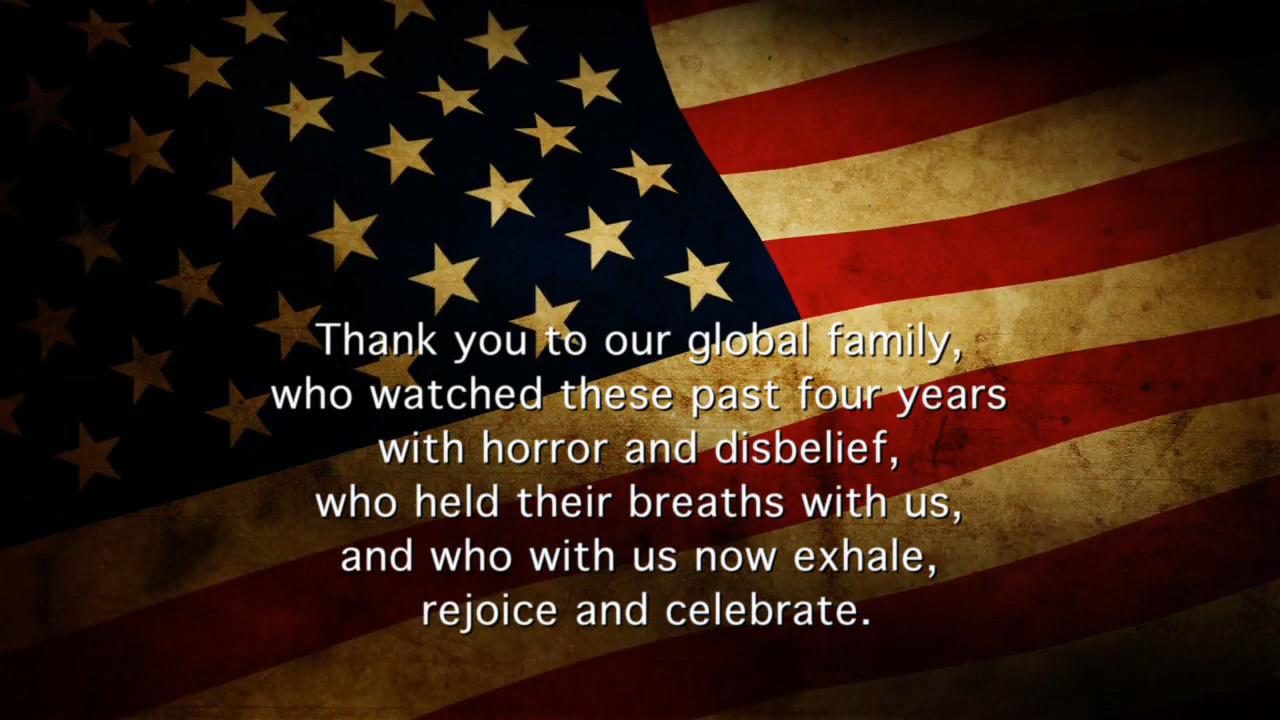 Thank you to our global family,
who watched these past four years
with horror and disbelief,
who held their breaths with us,
and who with us now exhale,
rejoice and celebrate.